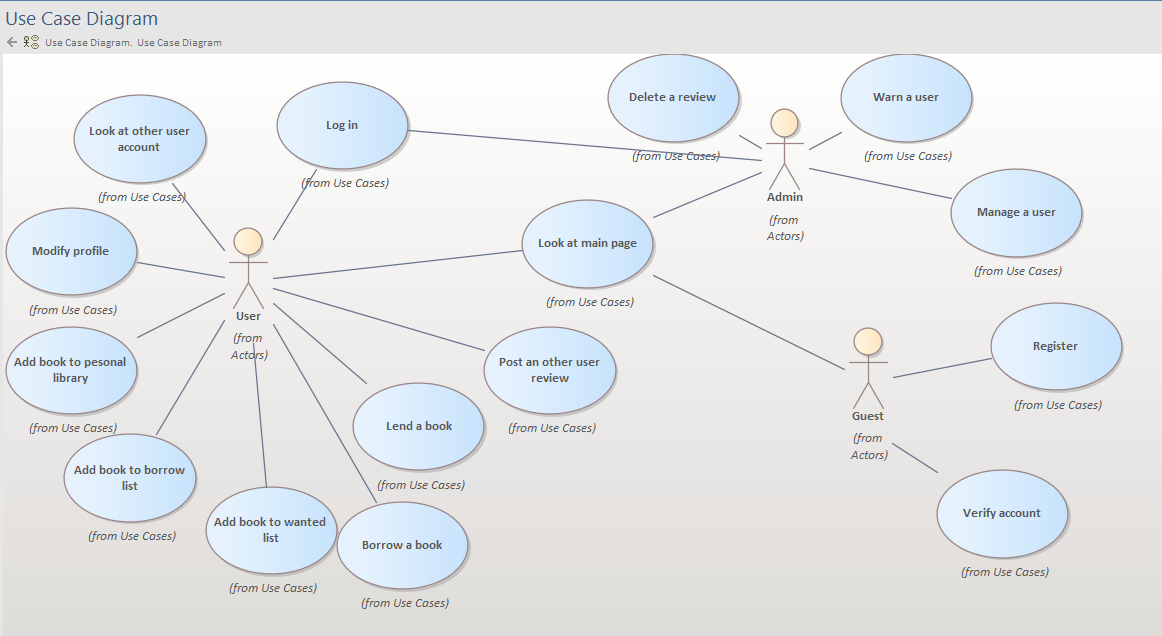 Use Case Diagram
Use Case Diagram. Use Case Diagram
Delete a review
(from Use Cases)
Warn a user
(from Use Cases)
Log in
(from Use Cases)
Look at other user
account
(from Use Cases)
Admin
(from
Actors)
Manage a user
(from Use Cases)
Look at main page
(from Use Cases)
Modify profile
(from Use Cases)
User
(from
Actors)
Register
(from Use Cases)
Add book to pesonal
library
(from Use Cases)
Post an other user
review
(from Use Cases)
Guest
(from
Actors)
Lend a book
(from Use Cases)
Add book to borrow
list
(from Use Cases)
Verify account
(from Use Cases)
Add book to wanted
list
(from Use Cases)
Borrow a book
(from Use Cases)